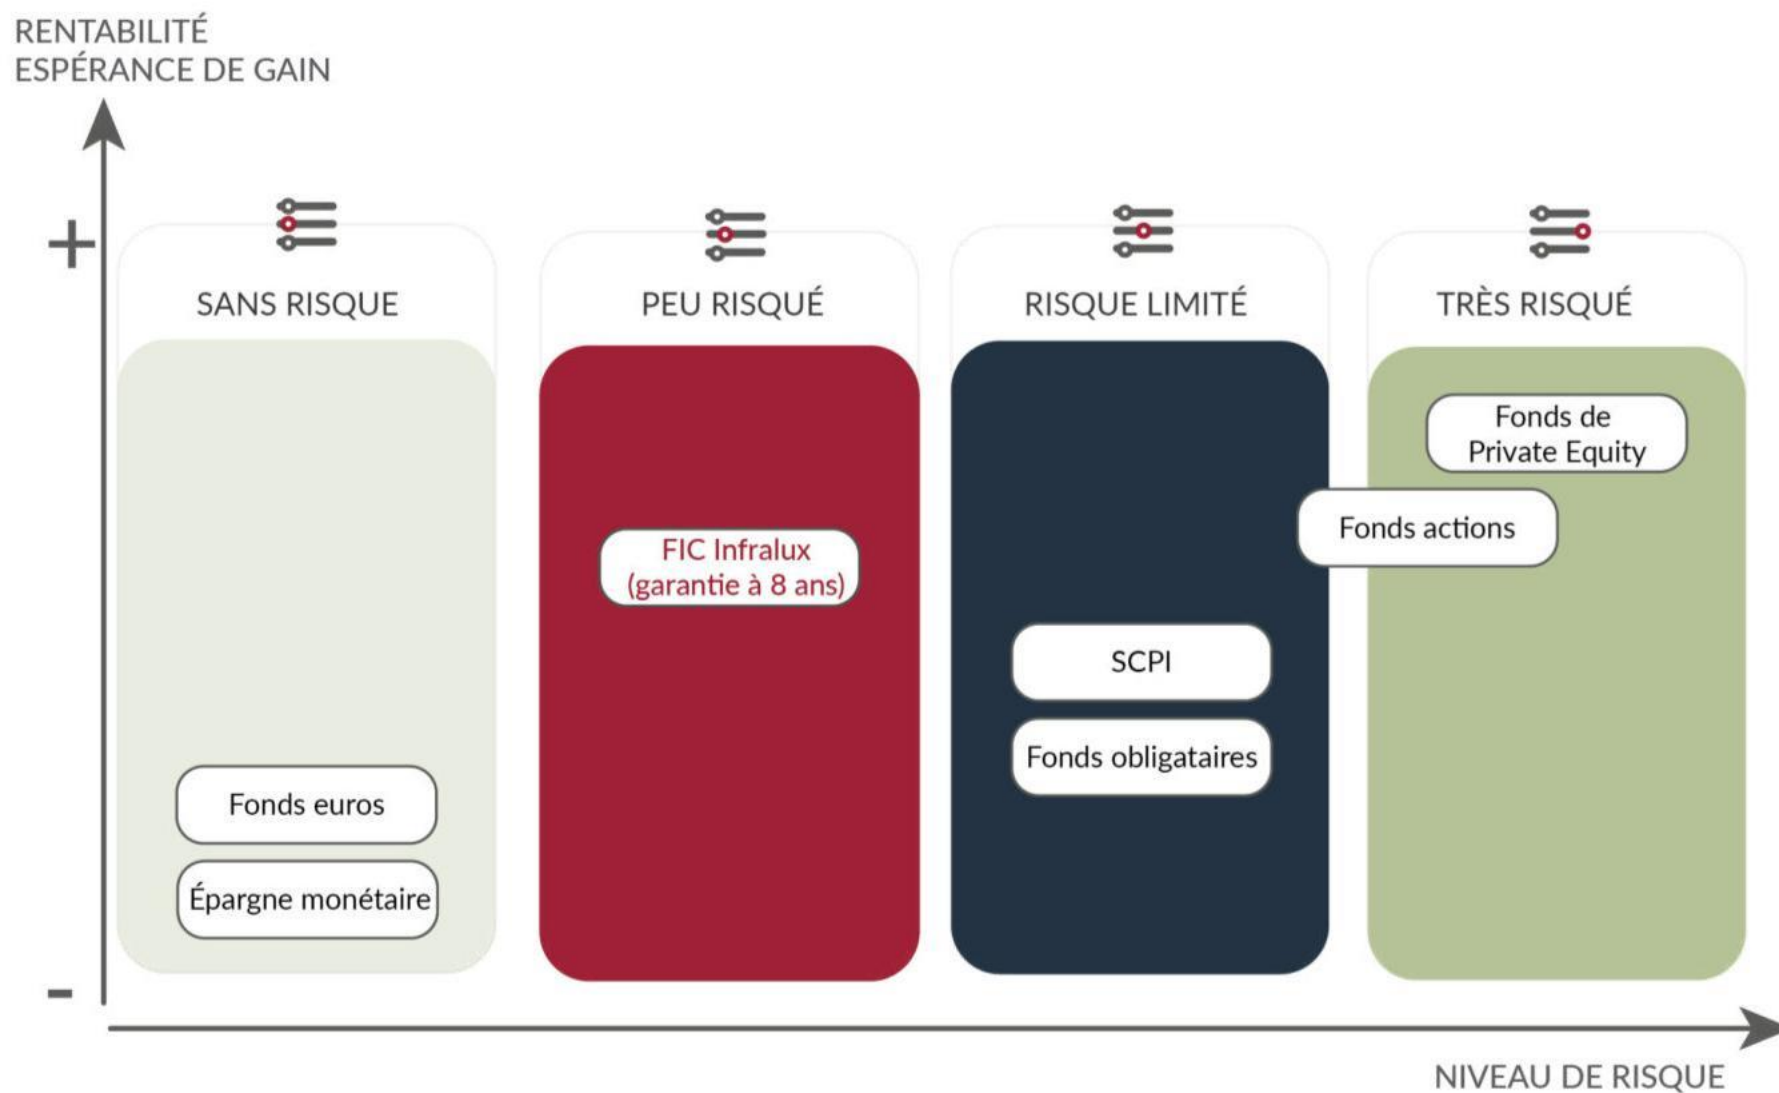 RENTABILITÉ
ESPÉRANCE DE GAIN
+
SANS RISQUE
PEU RISQUÉ
RISQUE LIMITÉ
TRÈS RISQUÉ
Fonds de
Private Equity
Fonds actions
FIC Infralux
(garantie à 8 ans)
SCPI
Fonds obligataires
Fonds euros
Épargne monétaire
-
NIVEAU DE RISQUE